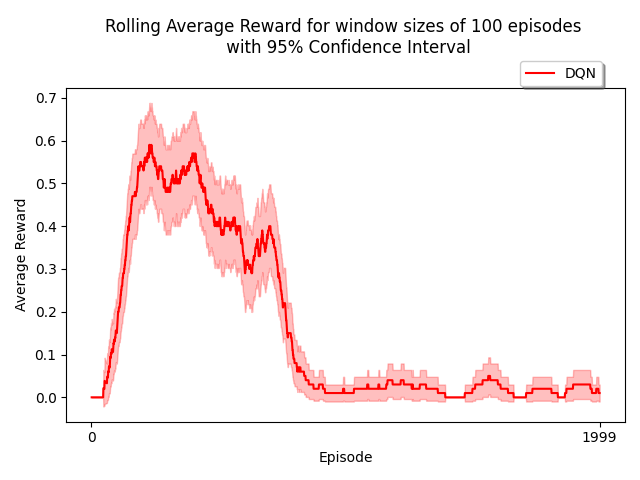 Rolling Average Reward for window sizes of 100 episodes
with 95% Confidence Interval
DQN
0.7
0.6
0.5
0.4
0.3
0.2
0.1
0.0
Average Reward
0
1999
Episode